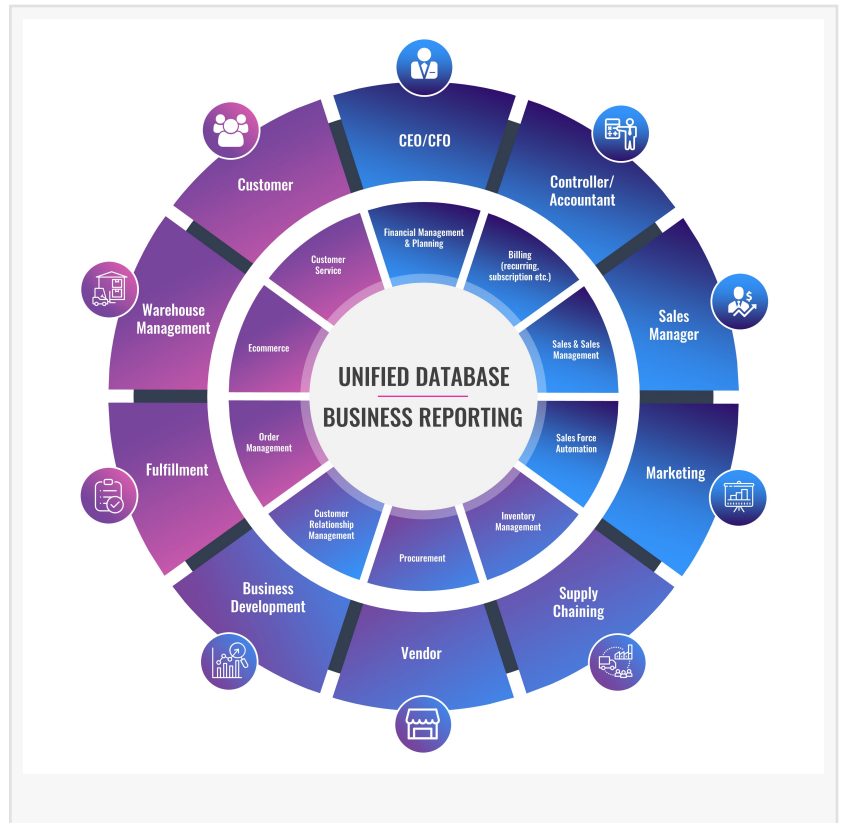 CEO/CFO
Controller/
Accountant
Sales
Manager
Marketing
Supply
Chaining
Vendor
Business
Development
Fulfillment
Warehouse
Management
Customer
Financial Management
& Planning
Billing
(recurring,
subscription etc.)
Sales & Sales
Management
Sales Force
Automation
Inventory
Management
Procurement
Customer
Relationship
Management
Order
Management
Ecommerce
Customer
Service
UNIFIED DATABASE
BUSINESS REPORTING